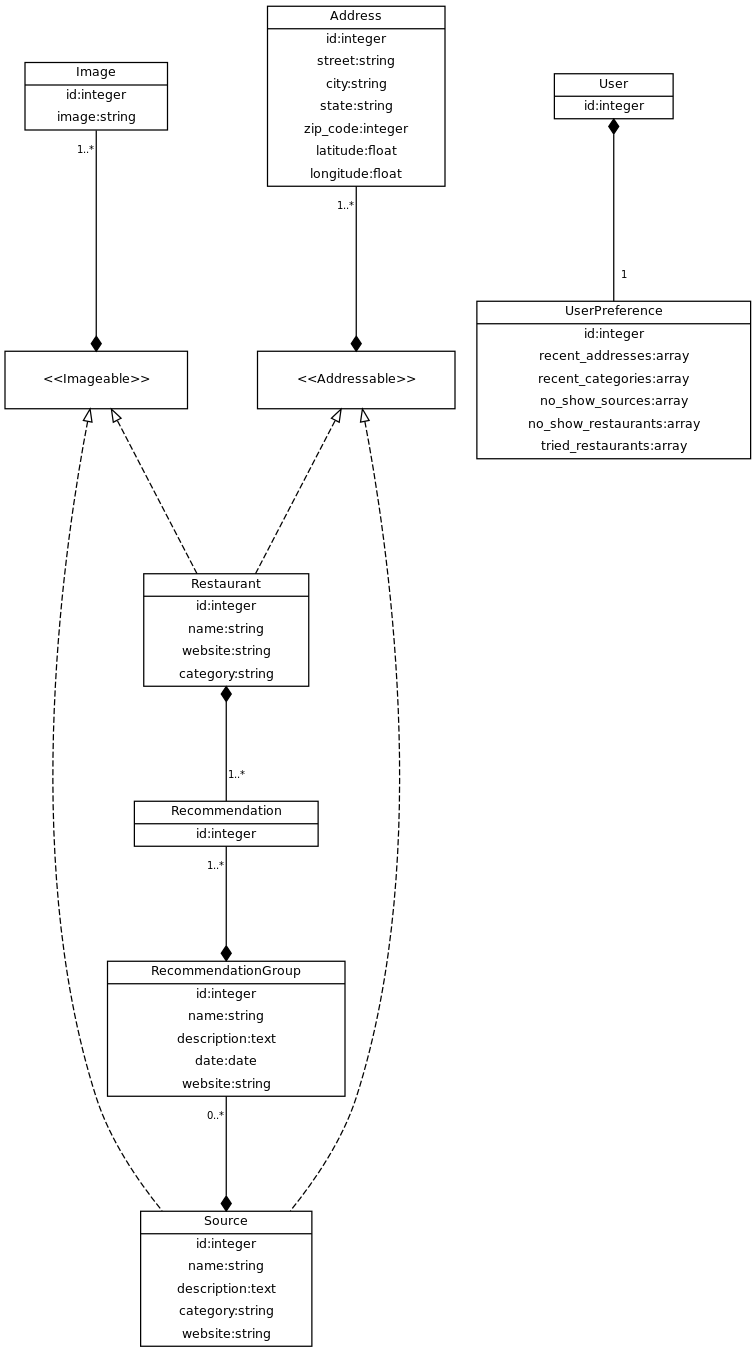 Address
id:integer
street:string
city:string
state:string
zip_code:integer
latitude:float
longitude:float
Image
id:integer
image:string
User
id:integer
1..*
1..*
1
UserPreference
id:integer
recent_addresses:array
recent_categories:array
no_show_sources:array
no_show_restaurants:array
tried_restaurants:array
<<Imageable>>
<<Addressable>>
Restaurant
id:integer
name:string
website:string
category:string
1..*
Recommendation
id:integer
1..*
RecommendationGroup
id:integer
name:string
description:text
date:date
website:string
0..*
Source
id:integer
name:string
description:text
category:string
website:string